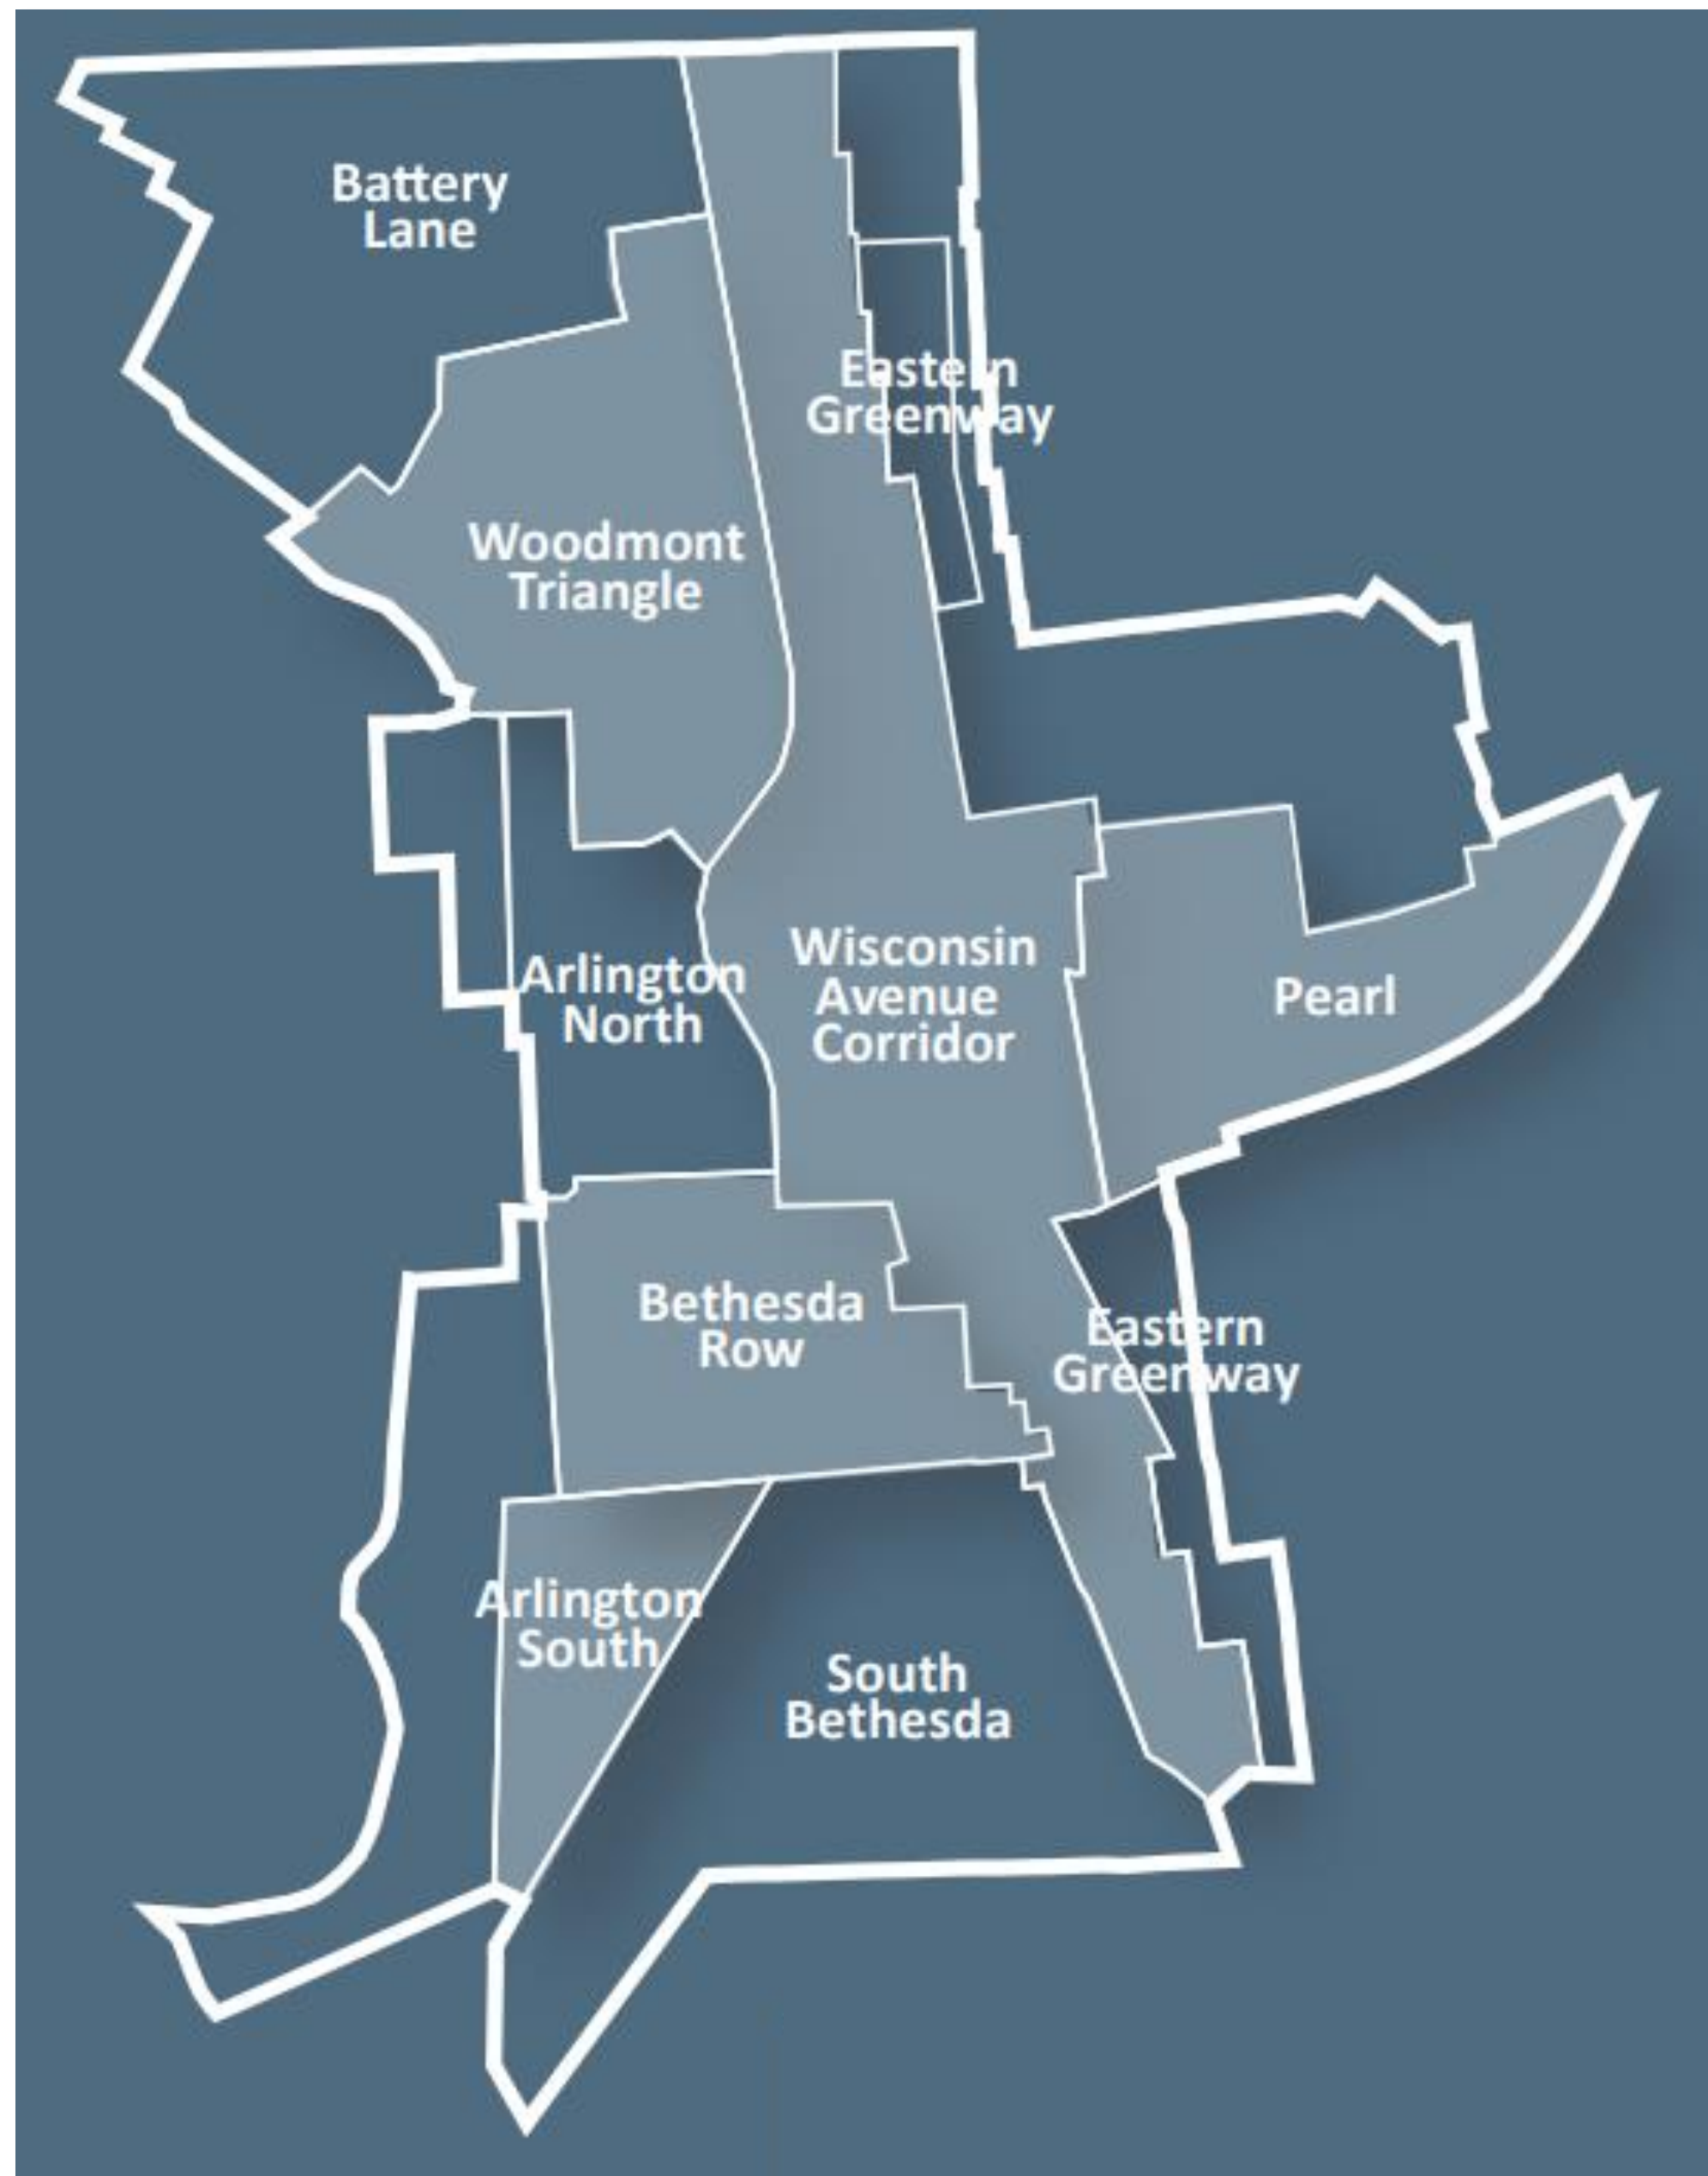 Battery
Lane
Eastern
Greenway
Woodmont
Triangle
Arlington
North
Wisconsin
Avenue
Corridor
Pearl
Bethesda
Row
Eastern
Greenway
Arlington
South
South
Bethesda